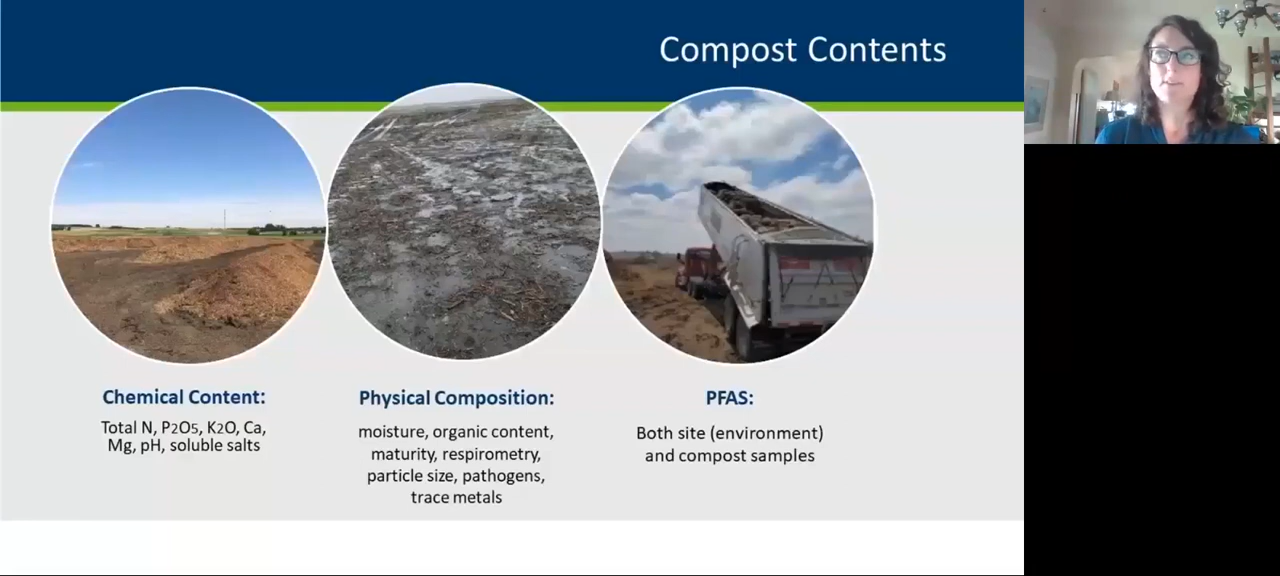 Compost Contents
Chemical Content:
Total N, P2O5, K2O, Ca,
Mg, pH, soluble salts
Physical Composition:
moisture, organic content,
maturity, respirometry,
particle size, pathogens,
trace metals
PFAS:
Both site (environment)
and compost samples